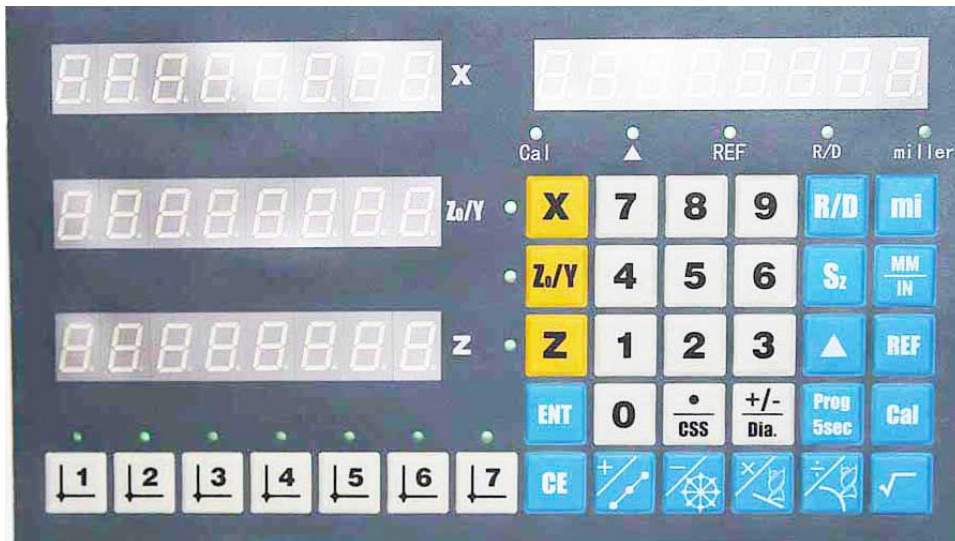 X
Cal ▲ REF R/D miller
Z₀/Y
X 7 8 9 R/D mi
Z₀/Y 4 5 6 Sz MM/IN
Z
Z 1 2 3 ▲ REF
ENT 0 •/CSS +/-/Dia. Prog 5sec Cal
1 2 3 4 5 6 7
CE + − × ÷ √